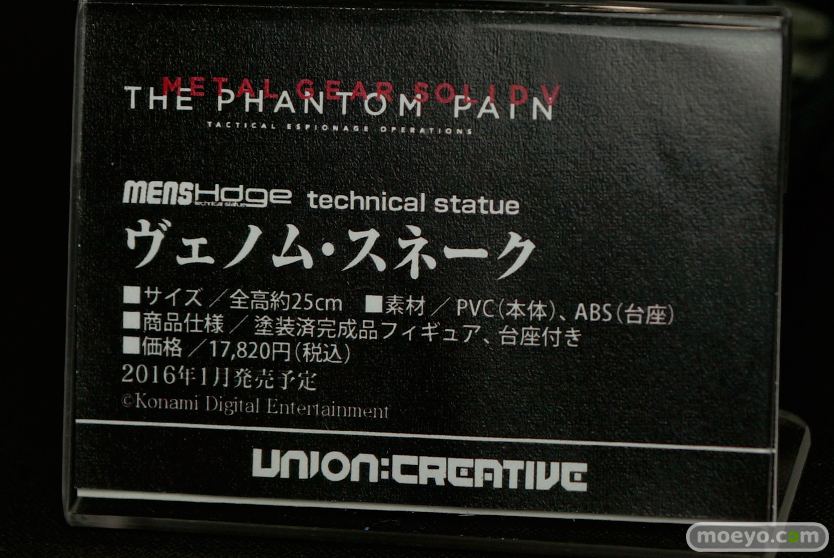 METAL GEAR SOLID V
THE PHANTOM PAIN
TACTICAL ESPIONAGE OPERATIONS
MENSHdge technical statue
ヴェノム・スネーク
■サイズ／全高約25cm ■素材／PVC(本体)、ABS(台座)
■商品仕様／塗装済完成品フィギュア、台座付き
■価格／17,820円(税込)
2016年1月発売予定
©Konami Digital Entertainment
UNION:CREATIVE
moeyo.com